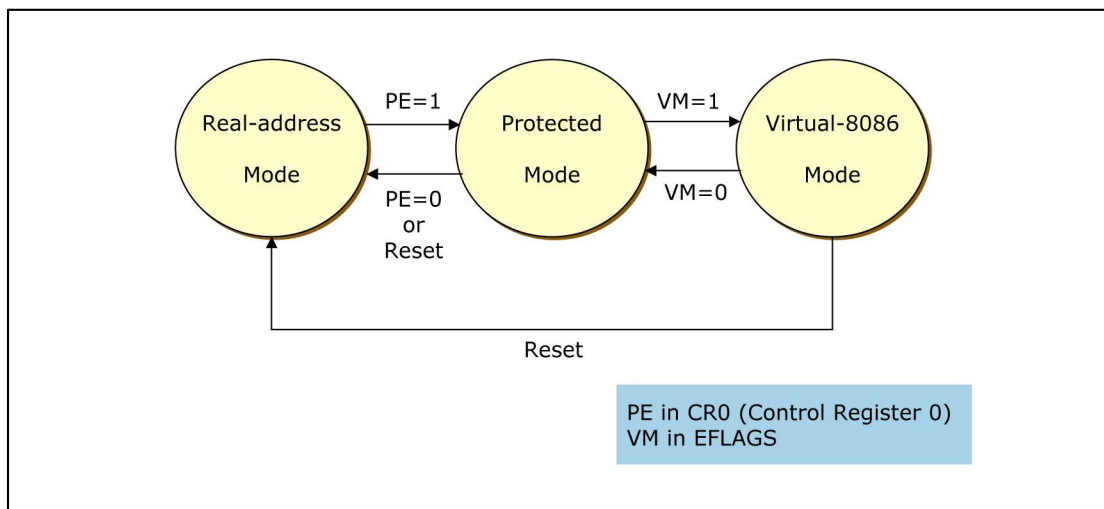 Real-address
Mode
PE=1
PE=0
or
Reset
Protected
Mode
VM=1
VM=0
Virtual-8086
Mode
Reset
PE in CR0 (Control Register 0)
VM in EFLAGS